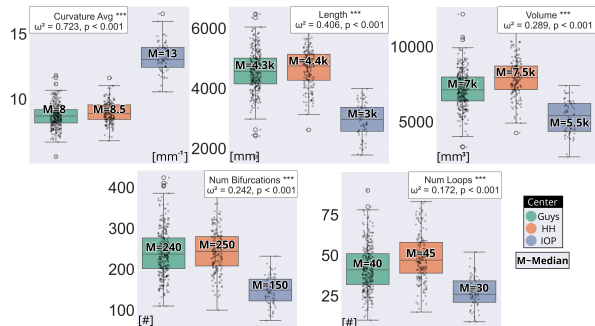 Curvature Avg ***
ω² = 0.723, p < 0.001
15
10
M=8
M=8.5
M=13
[mm⁻¹]
Length ***
ω² = 0.406, p < 0.001
6000
4000
2000
M=4.3k
M=4.4k
M=3k
[mm]
Volume ***
ω² = 0.289, p < 0.001
10000
5000
M=7k
M=7.5k
M=5.5k
[mm³]
Num Bifurcations ***
ω² = 0.242, p < 0.001
400
300
200
100
M=240
M=250
M=150
[#]
Num Loops ***
ω² = 0.172, p < 0.001
75
50
25
M=40
M=45
M=30
[#]
Center
Guys
HH
IOP
M~Median